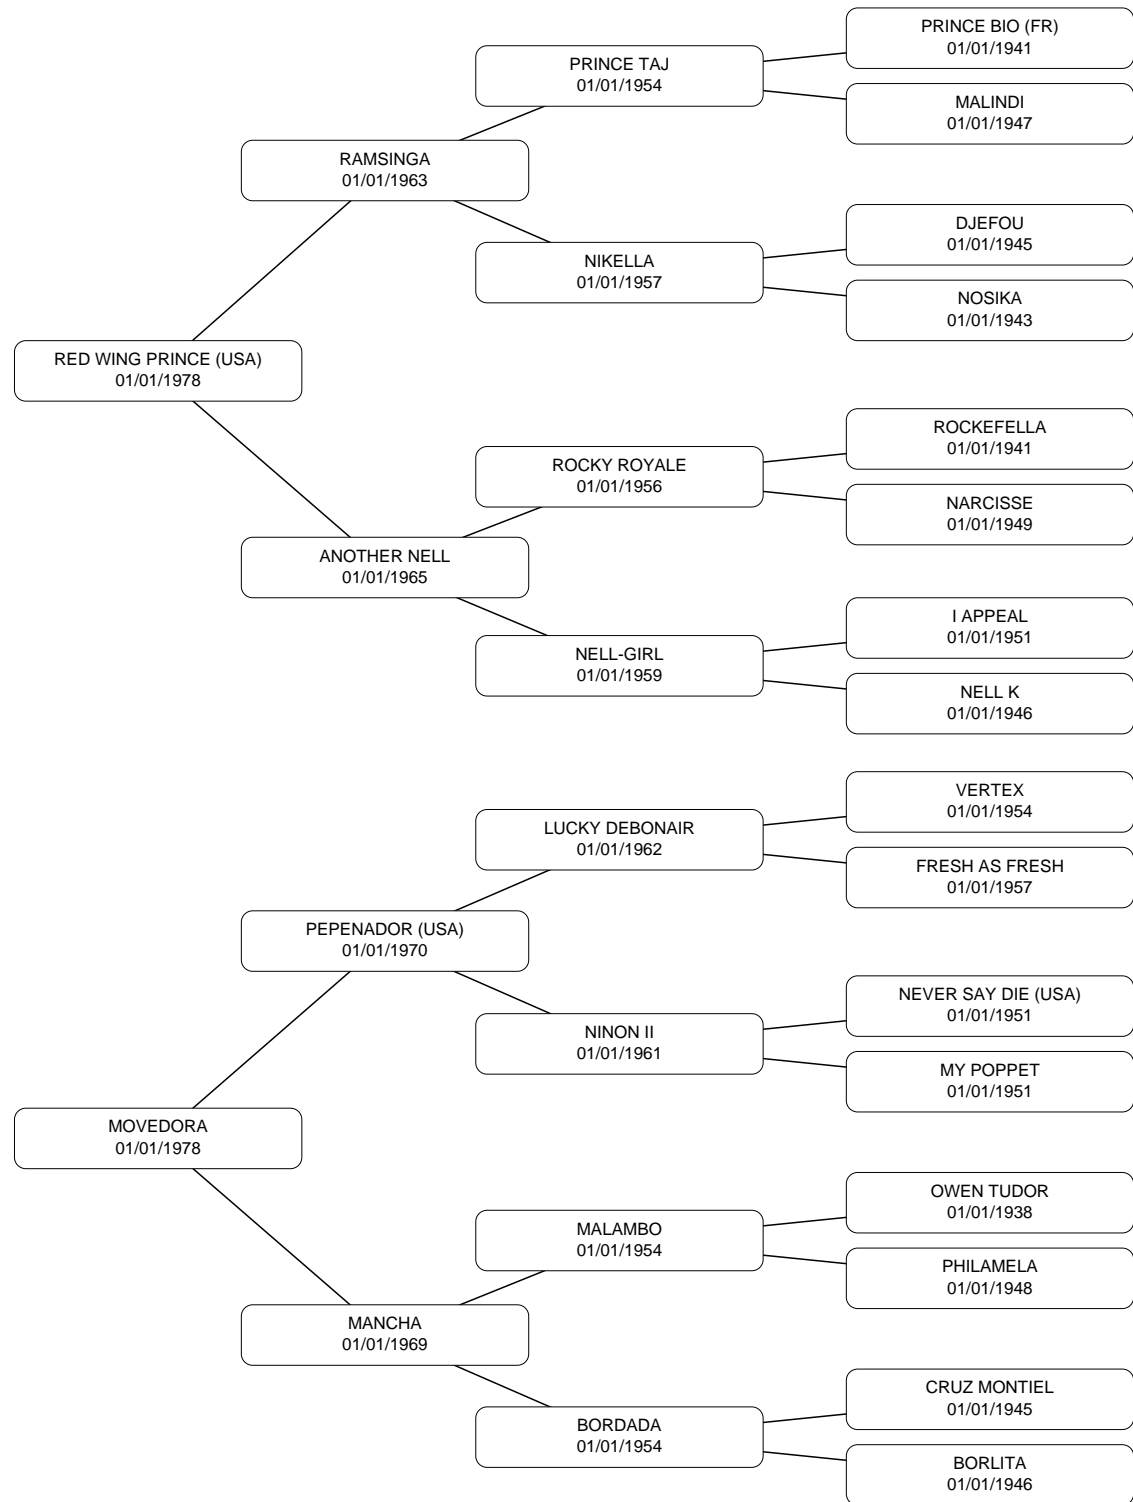 PRINCE BIO (FR)
01/01/1941
PRINCE TAJ
01/01/1954
MALINDI
01/01/1947
RAMSINGA
01/01/1963
DJEFOU
01/01/1945
NIKELLA
01/01/1957
NOSIKA
01/01/1943
RED WING PRINCE (USA)
01/01/1978
ROCKEFELLA
01/01/1941
ROCKY ROYALE
01/01/1956
NARCISSE
01/01/1949
ANOTHER NELL
01/01/1965
I APPEAL
01/01/1951
NELL-GIRL
01/01/1959
NELL K
01/01/1946
VERTEX
01/01/1954
LUCKY DEBONAIR
01/01/1962
FRESH AS FRESH
01/01/1957
PEPENADOR (USA)
01/01/1970
NEVER SAY DIE (USA)
01/01/1951
NINON II
01/01/1961
MY POPPET
01/01/1951
MOVEDORA
01/01/1978
OWEN TUDOR
01/01/1938
MALAMBO
01/01/1954
PHILAMELA
01/01/1948
MANCHA
01/01/1969
CRUZ MONTIEL
01/01/1945
BORDADA
01/01/1954
BORLITA
01/01/1946